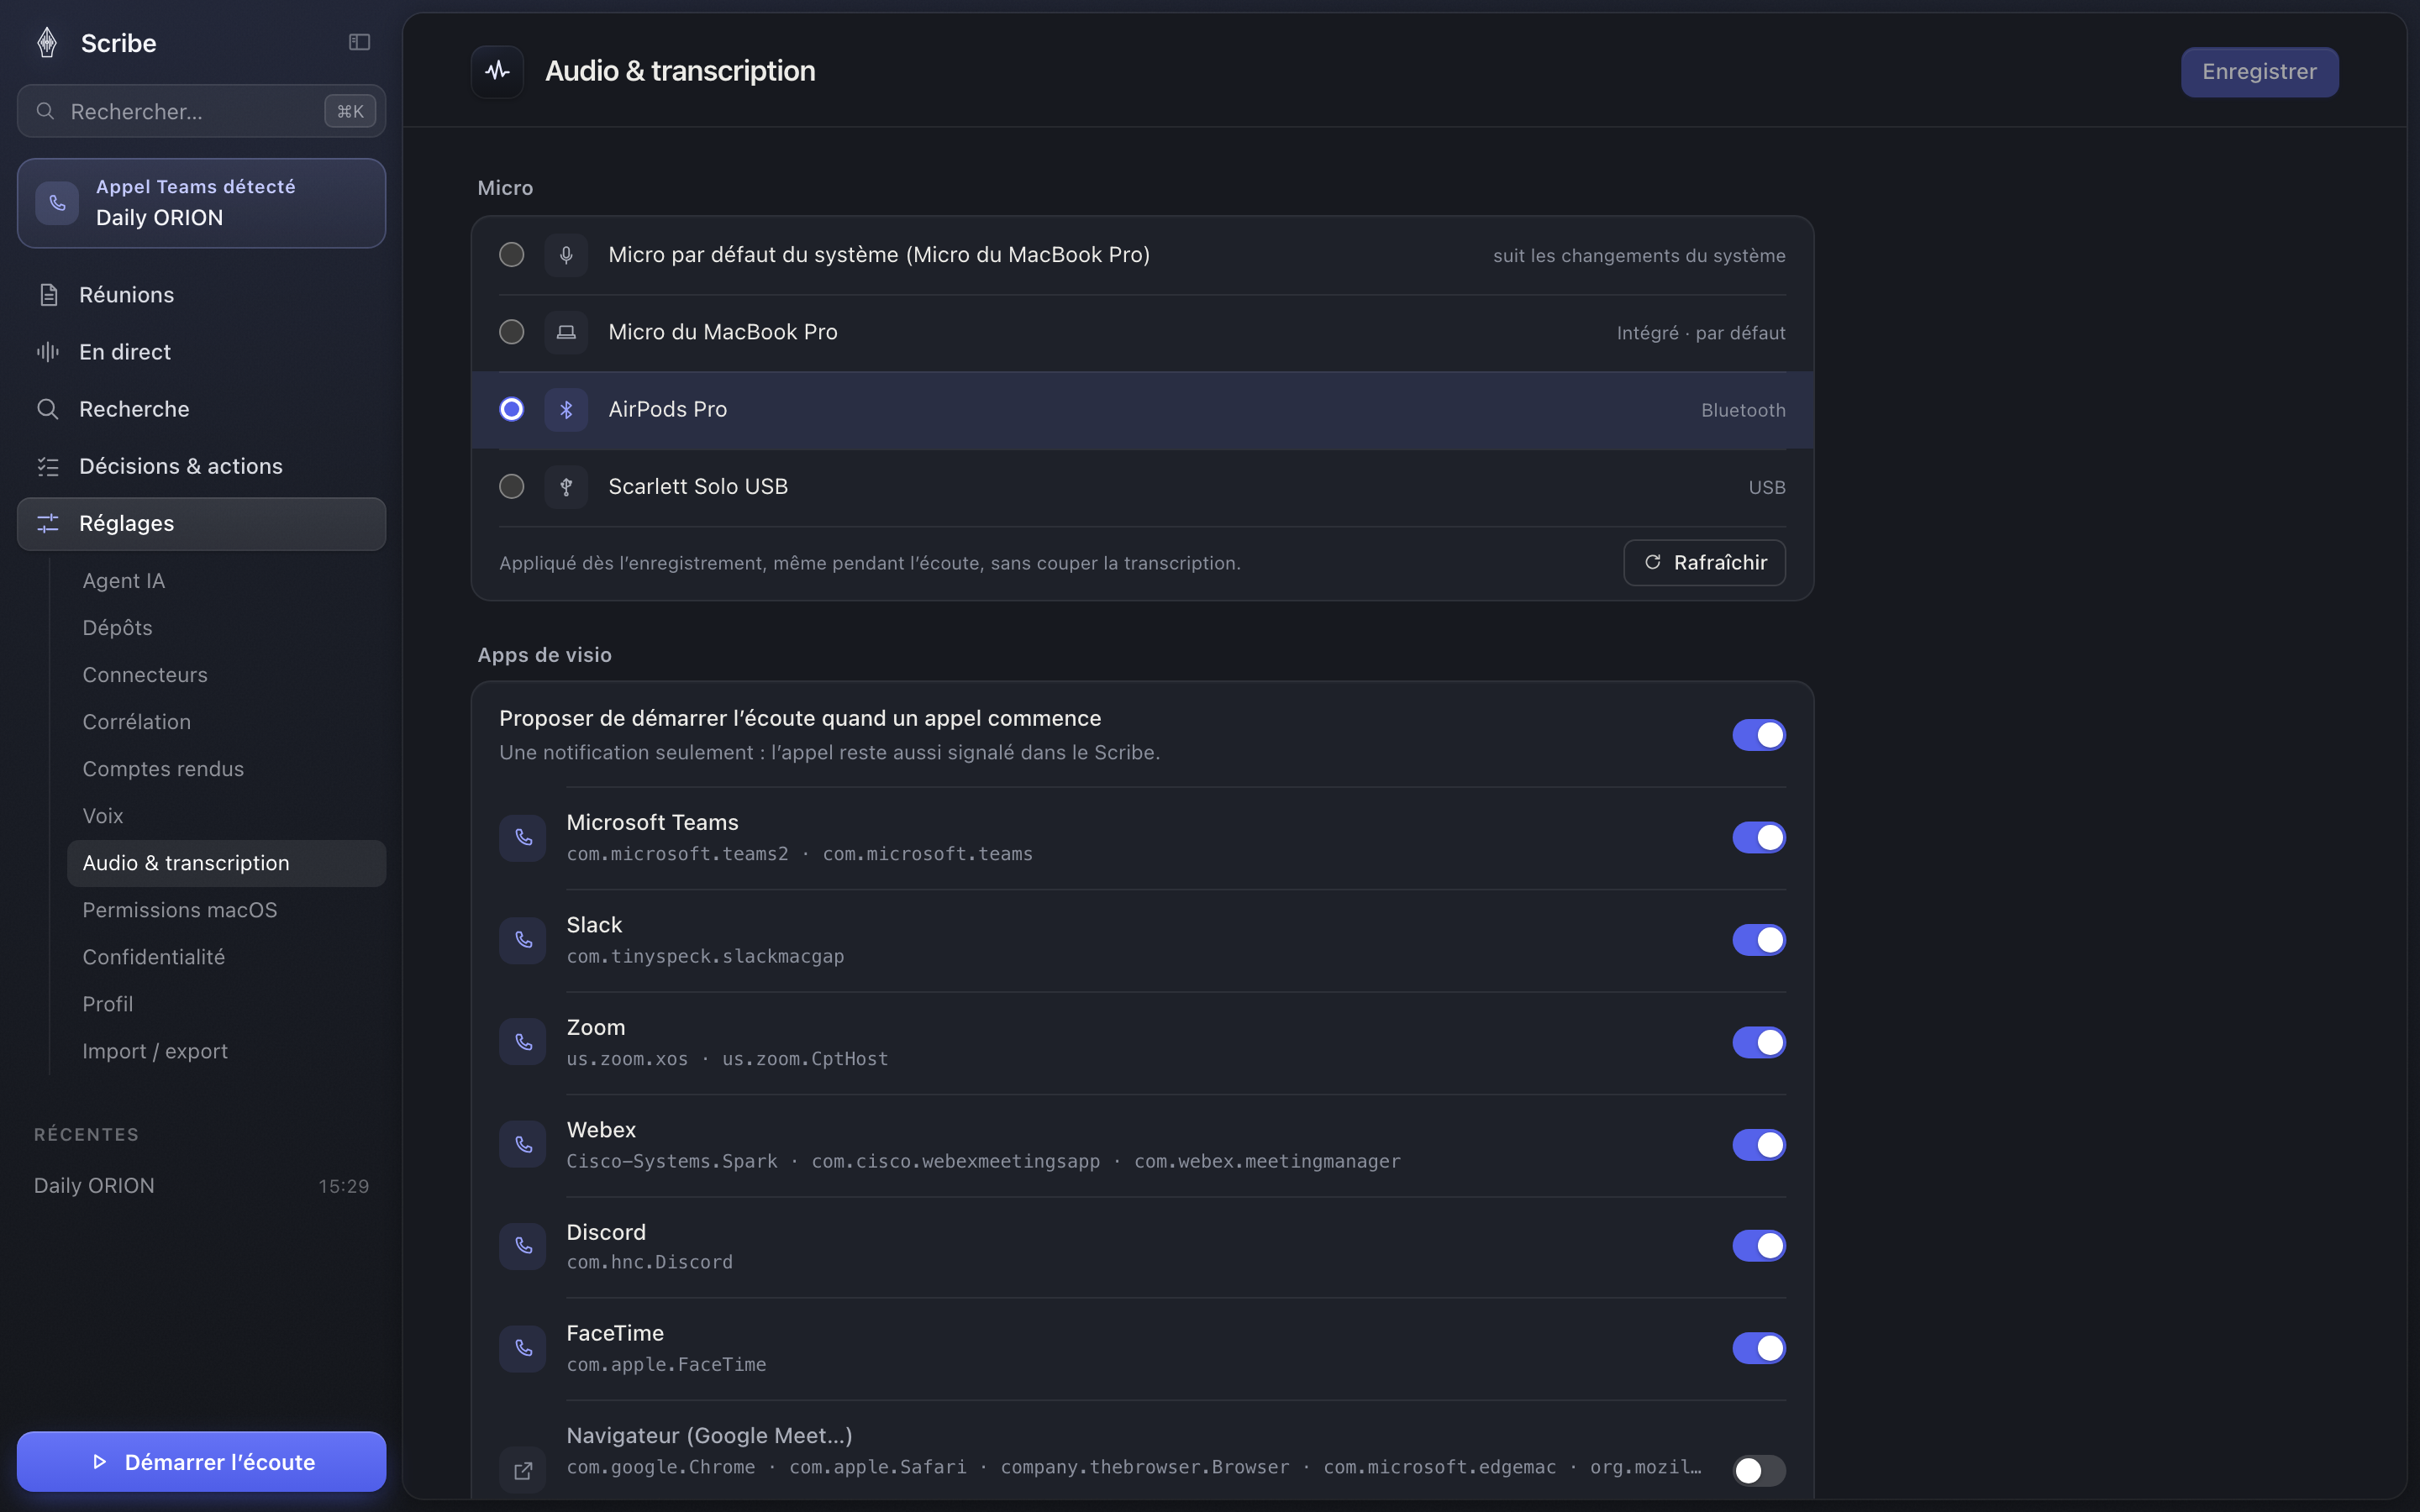 Scribe
Rechercher...
⌘K
Appel Teams détecté
Daily ORION
Réunions
En direct
Recherche
Décisions & actions
Réglages
Agent IA
Dépôts
Connecteurs
Corrélation
Comptes rendus
Voix
Audio & transcription
Permissions macOS
Confidentialité
Profil
Import / export
RÉCENTES
Daily ORION 15:29
Démarrer l’écoute
Audio & transcription
Enregistrer
Micro
Micro par défaut du système (Micro du MacBook Pro) suit les changements du système
Micro du MacBook Pro Intégré · par défaut
AirPods Pro Bluetooth
Scarlett Solo USB USB
Appliqué dès l’enregistrement, même pendant l’écoute, sans couper la transcription. Rafraîchir
Apps de visio
Proposer de démarrer l’écoute quand un appel commence
Une notification seulement : l’appel reste aussi signalé dans le Scribe.
Microsoft Teams
com.microsoft.teams2 · com.microsoft.teams
Slack
com.tinyspeck.slackmacgap
Zoom
us.zoom.xos · us.zoom.CptHost
Webex
Cisco-Systems.Spark · com.cisco.webexmeetingsapp · com.webex.meetingmanager
Discord
com.hnc.Discord
FaceTime
com.apple.FaceTime
Navigateur (Google Meet…)
com.google.Chrome · com.apple.Safari · company.thebrowser.Browser · com.microsoft.edgemac · org.mozil…